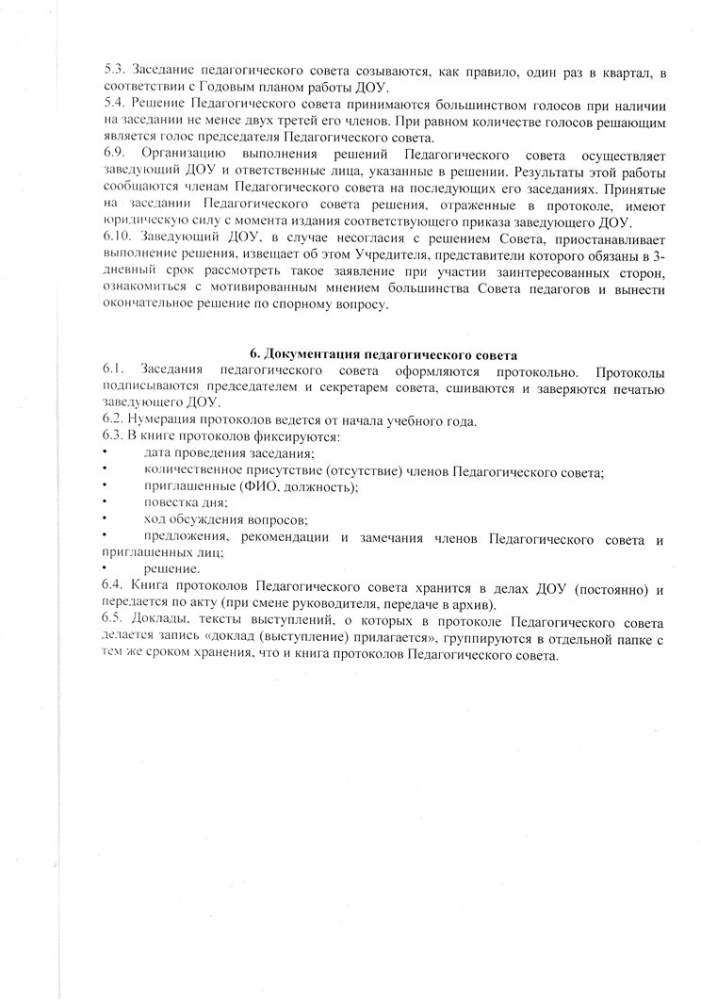 5.3. Заседание педагогического совета созываются, как правило, один раз в квартал, в
соответствии с Годовым планом работы ДОУ.
5.4. Решение Педагогического совета принимаются большинством голосов при наличии
на заседании не менее двух третей его членов. При равном количестве голосов решающим
является голос председателя Педагогического совета.
6.9. Организацию выполнения решений Педагогического совета осуществляет
заведующий ДОУ и ответственные лица, указанные в решении. Результаты этой работы
сообщаются членам Педагогического совета на последующих его заседаниях. Принятые
на заседании Педагогического совета решения, отраженные в протоколе, имеют
юридическую силу с момента издания соответствующего приказа заведующего ДОУ.
6.10. Заведующий ДОУ, в случае несогласия с решением Совета, приостанавливает
выполнение решения, извещает об этом Учредителя, представители которого обязаны в 3-
дневный срок рассмотреть такое заявление при участии заинтересованных сторон,
ознакомиться с мотивированным мнением большинства Совета педагогов и вынести
окончательное решение по спорному вопросу.
6. Документация педагогического совета
6.1. Заседания педагогического совета оформляются протокольно. Протоколы
подписываются председателем и секретарем совета, сшиваются и заверяются печатью
заведующего ДОУ.
6.2. Нумерация протоколов ведется от начала учебного года.
6.3. В книге протоколов фиксируются:
• дата проведения заседания;
• количественное присутствие (отсутствие) членов Педагогического совета;
• приглашенные (ФИО, должность);
• повестка дня;
• ход обсуждения вопросов;
• предложения, рекомендации и замечания членов Педагогического совета и
приглашенных лиц;
• решение.
6.4. Книга протоколов Педагогического совета хранится в делах ДОУ (постоянно) и
передается по акту (при смене руководителя, передаче в архив).
6.5. Доклады, тексты выступлений, о которых в протоколе Педагогического совета
делается запись «доклад (выступление) прилагается», группируются в отдельной папке с
тем же сроком хранения, что и книга протоколов Педагогического совета.